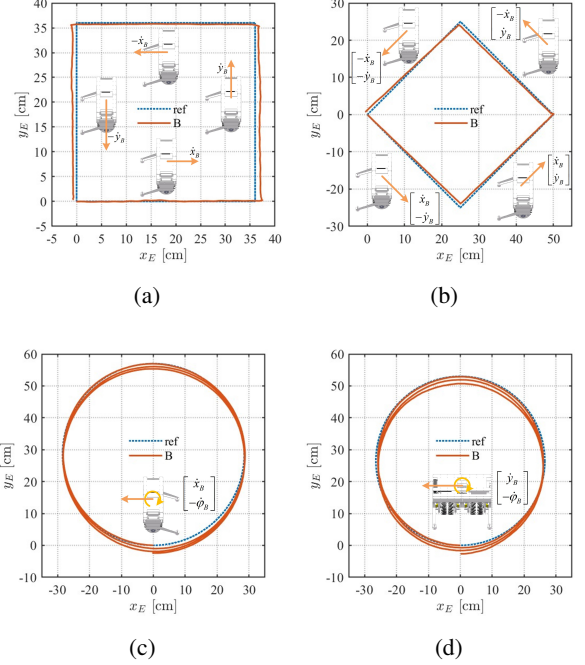 40
35
30
25
20
15
10
5
0
-5
-5 0 5 10 15 20 25 30 35 40
y_E [cm]
x_E [cm]
-ẋ_B
ẏ_B
-ẏ_B
ẋ_B
ref
B
(a)
30
20
10
0
-10
-20
-30
0 10 20 30 40 50
y_E [cm]
x_E [cm]
[-ẋ_B
-ẏ_B]
[-ẋ_B
ẏ_B]
ref
B
[ẋ_B
-ẏ_B]
[ẋ_B
ẏ_B]
(b)
60
50
40
30
20
10
0
-10
-30 -20 -10 0 10 20 30
y_E [cm]
x_E [cm]
ref
B
[ẋ_B
-φ̇_B]
(c)
60
50
40
30
20
10
0
-10
-30 -20 -10 0 10 20 30
y_E [cm]
x_E [cm]
ref
B
[ẏ_B
-φ̇_B]
(d)